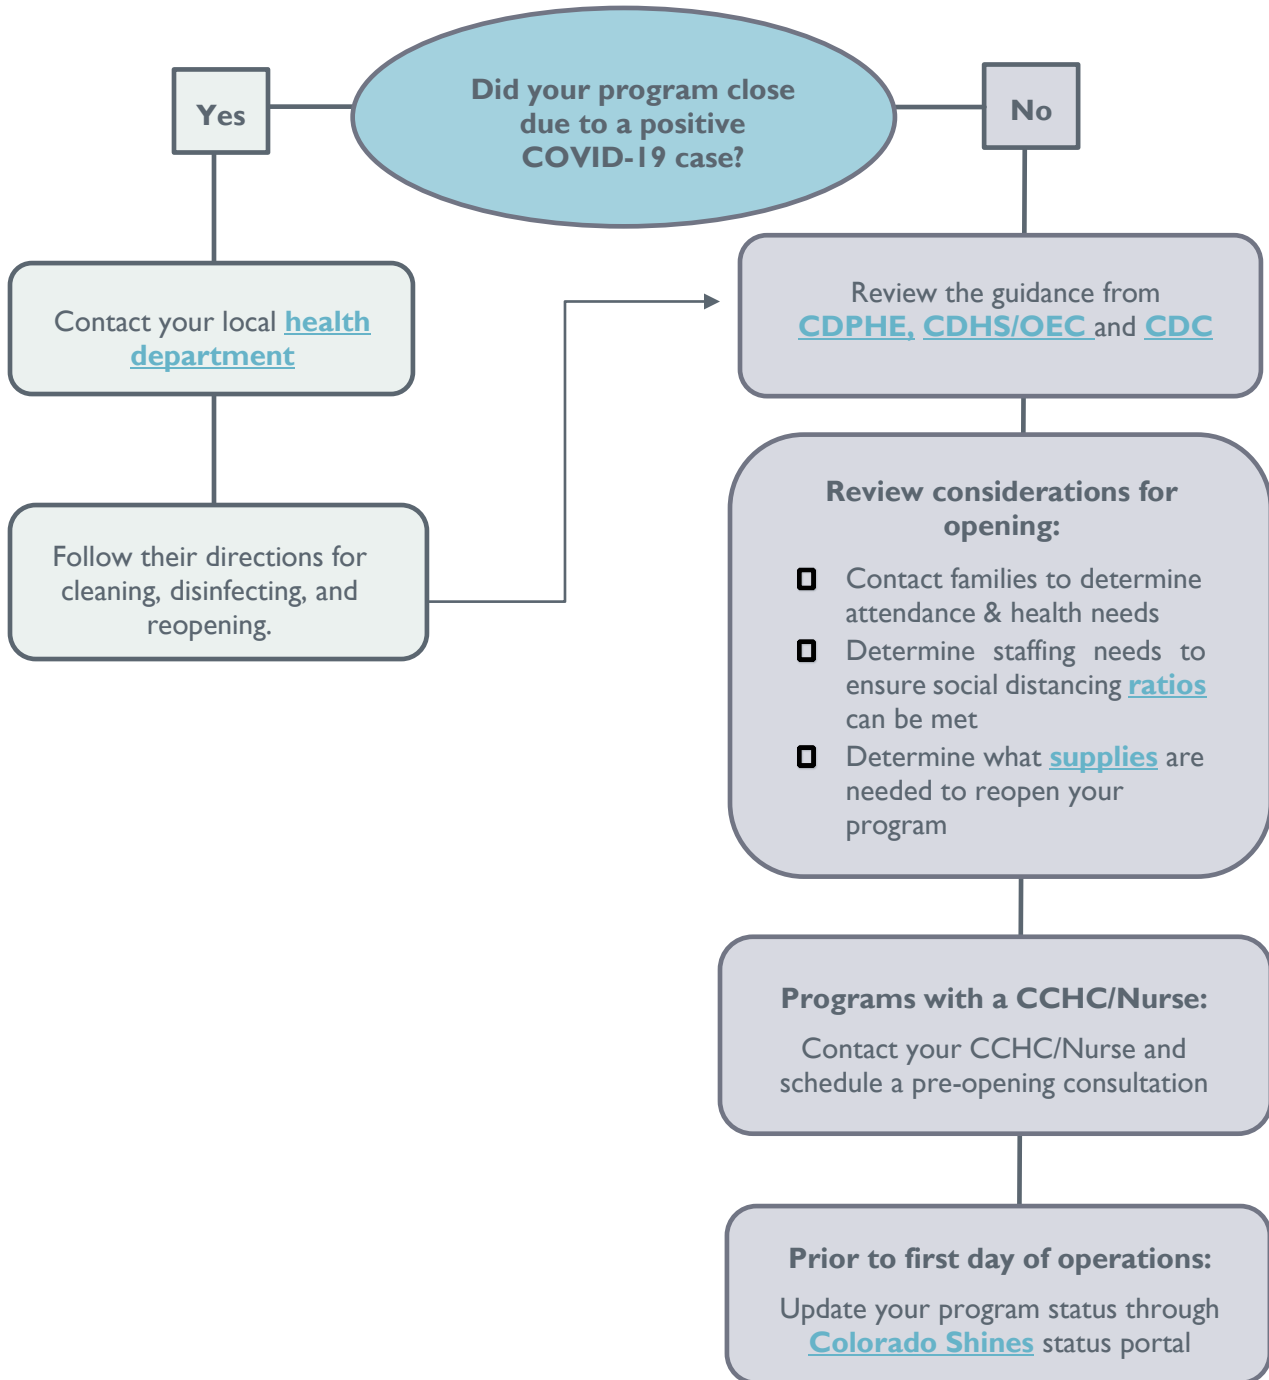 Did your program close
due to a positive
COVID-19 case?
Yes
No
Contact your local health
department
Follow their directions for
cleaning, disinfecting, and
reopening.
Review the guidance from
CDPHE, CDHS/OEC and CDC
Review considerations for
opening:
Contact families to determine
attendance & health needs
Determine staffing needs to
ensure social distancing ratios
can be met
Determine what supplies are
needed to reopen your
program
Programs with a CCHC/Nurse:
Contact your CCHC/Nurse and
schedule a pre-opening consultation
Prior to first day of operations:
Update your program status through
Colorado Shines status portal